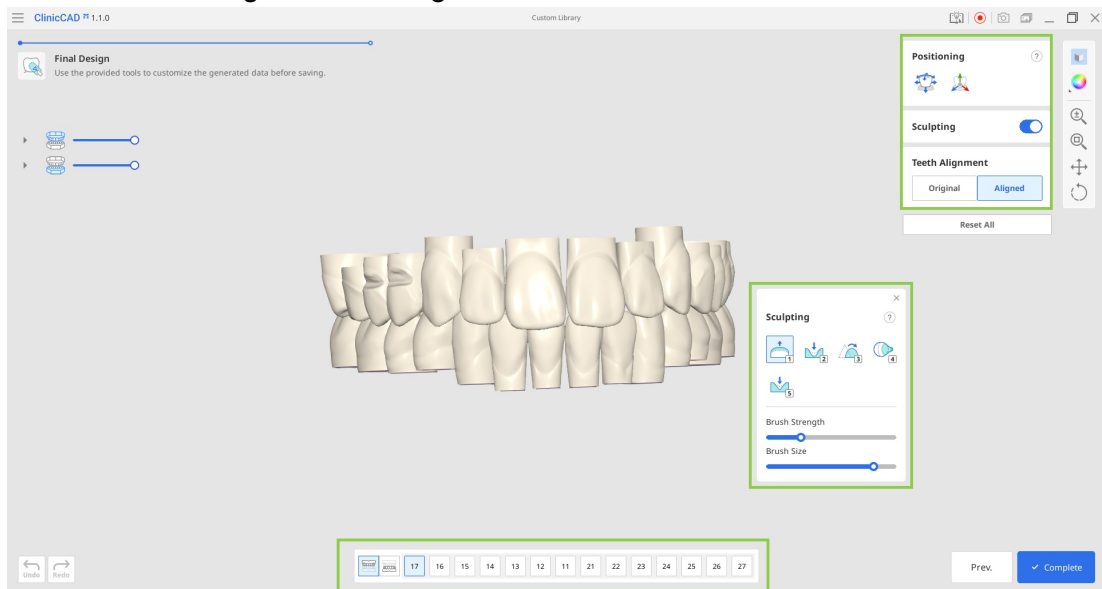 ClinicCAD 1.1.0
Custom Library
Final Design
Use the provided tools to customize the generated data before saving.
Positioning
?
Sculpting
Teeth Alignment
Original Aligned
Reset All
Sculpting
?
1 2 3 4
5
Brush Strength
Brush Size
Undo Redo
17 16 15 14 13 12 11 21 22 23 24 25 26 27
Prev. Complete